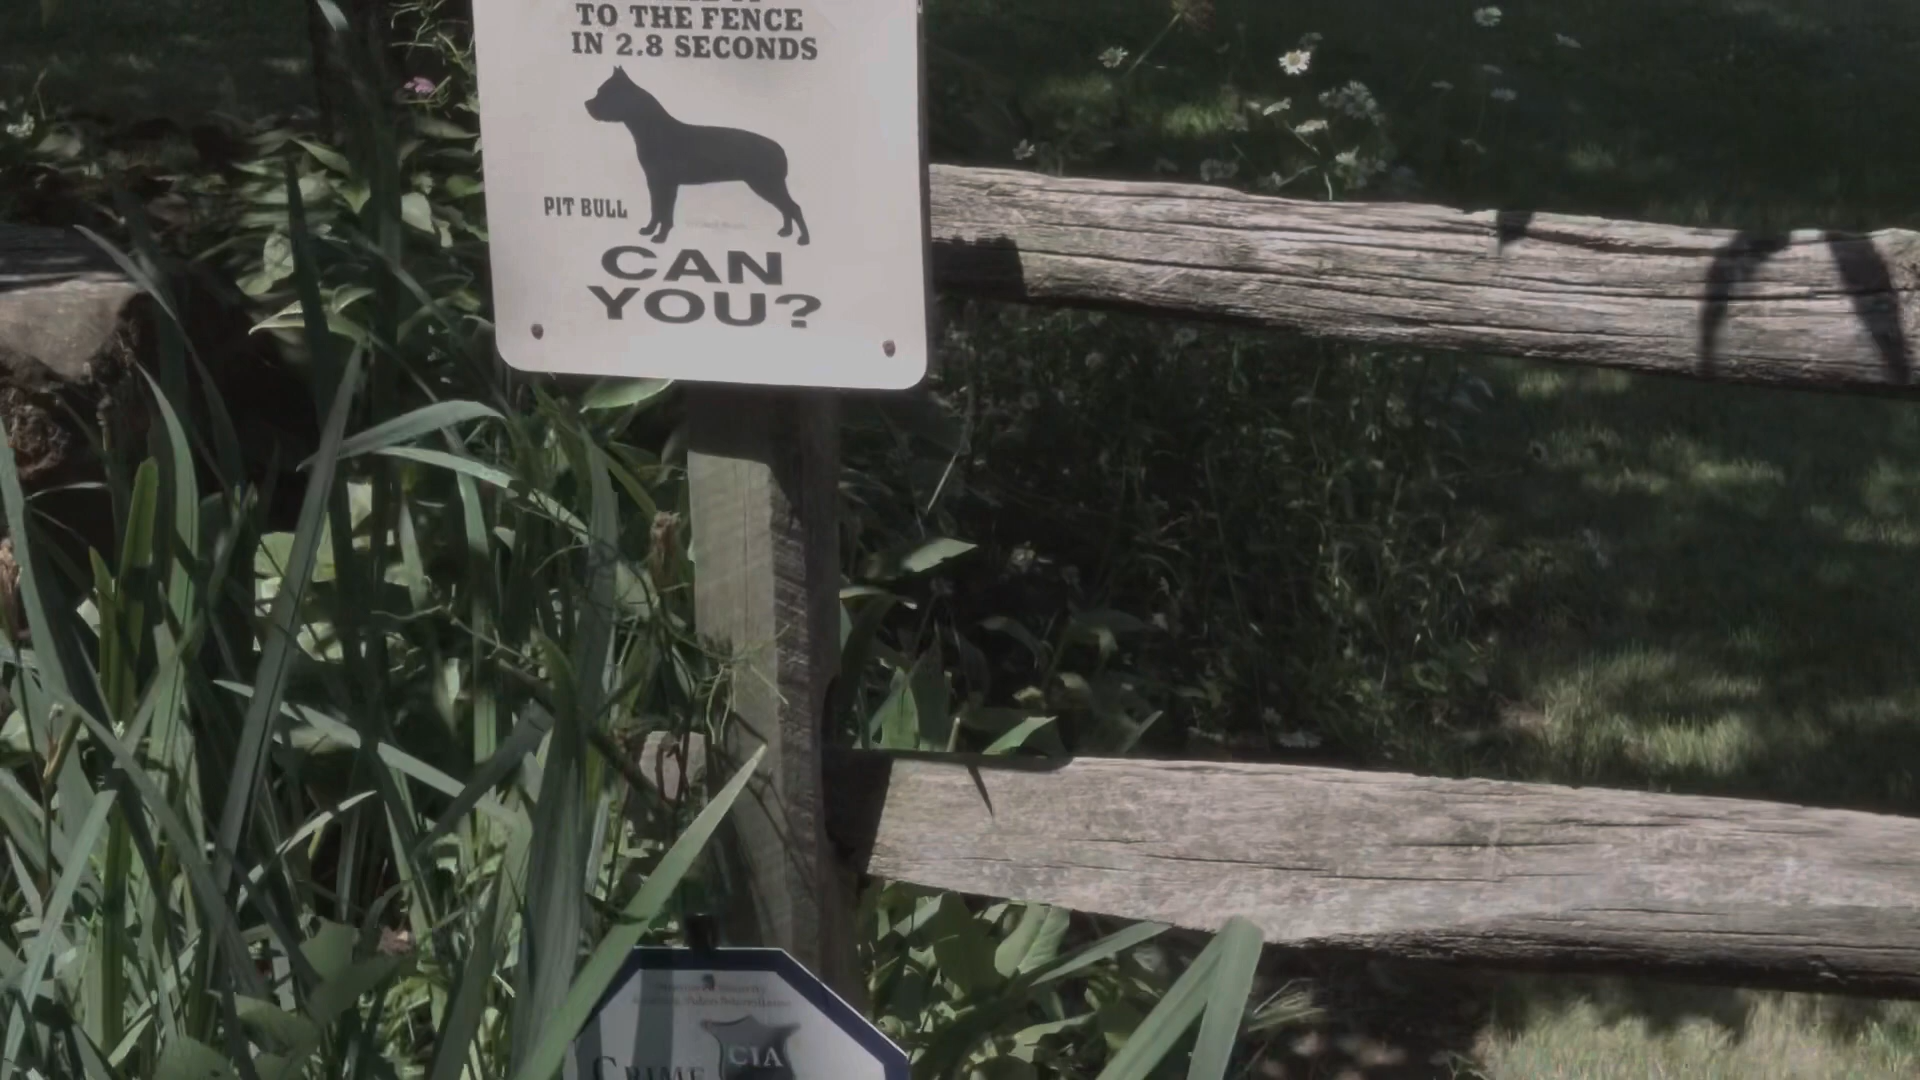 TO THE FENCE
IN 2.8 SECONDS
PIT BULL
CAN
YOU?
CIA
CRIME